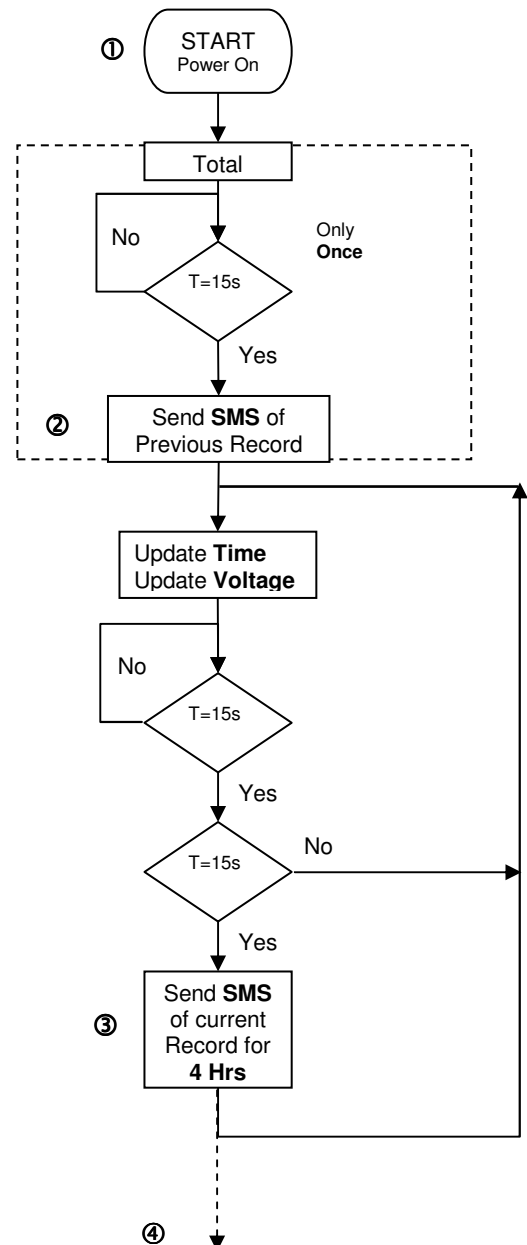 ①
START
Power On
Total
No
Only
Once
T=15s
Yes
②
Send SMS of
Previous Record
Update Time
Update Voltage
No
T=15s
Yes
T=15s
No
Yes
③
Send SMS
of current
Record for
4 Hrs
④